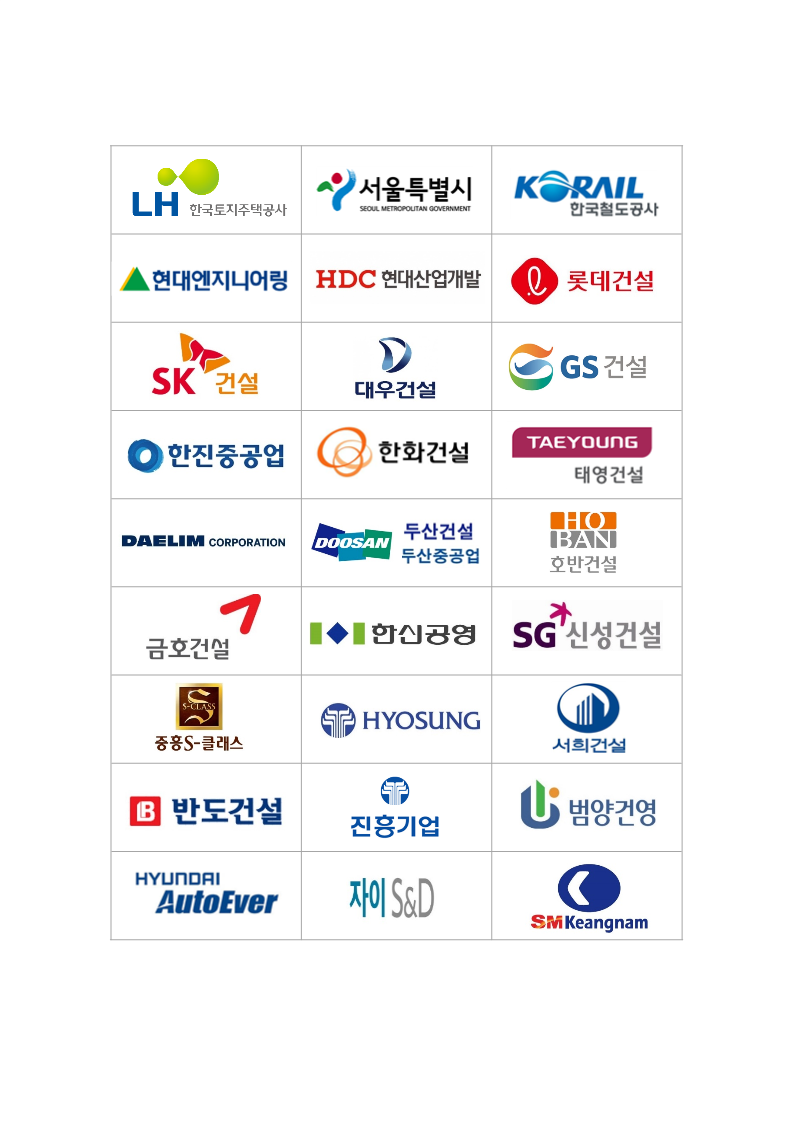 LH 한국토지주택공사
서울특별시
SEOUL METROPOLITAN GOVERNMENT
KORAIL
한국철도공사
현대엔지니어링
HDC 현대산업개발
롯데건설
SK 건설
대우건설
GS 건설
한진중공업
한화건설
TAEYOUNG
태영건설
DAELIM CORPORATION
DOOSAN
두산건설
두산중공업
HO
BAN
호반건설
금호건설
한신공영
SG 신성건설
S
S-CLASS
중흥S-클래스
HYOSUNG
서희건설
B 반도건설
진흥기업
범양건영
HYUNDAI
AutoEver
자이 S&D
SM Keangnam